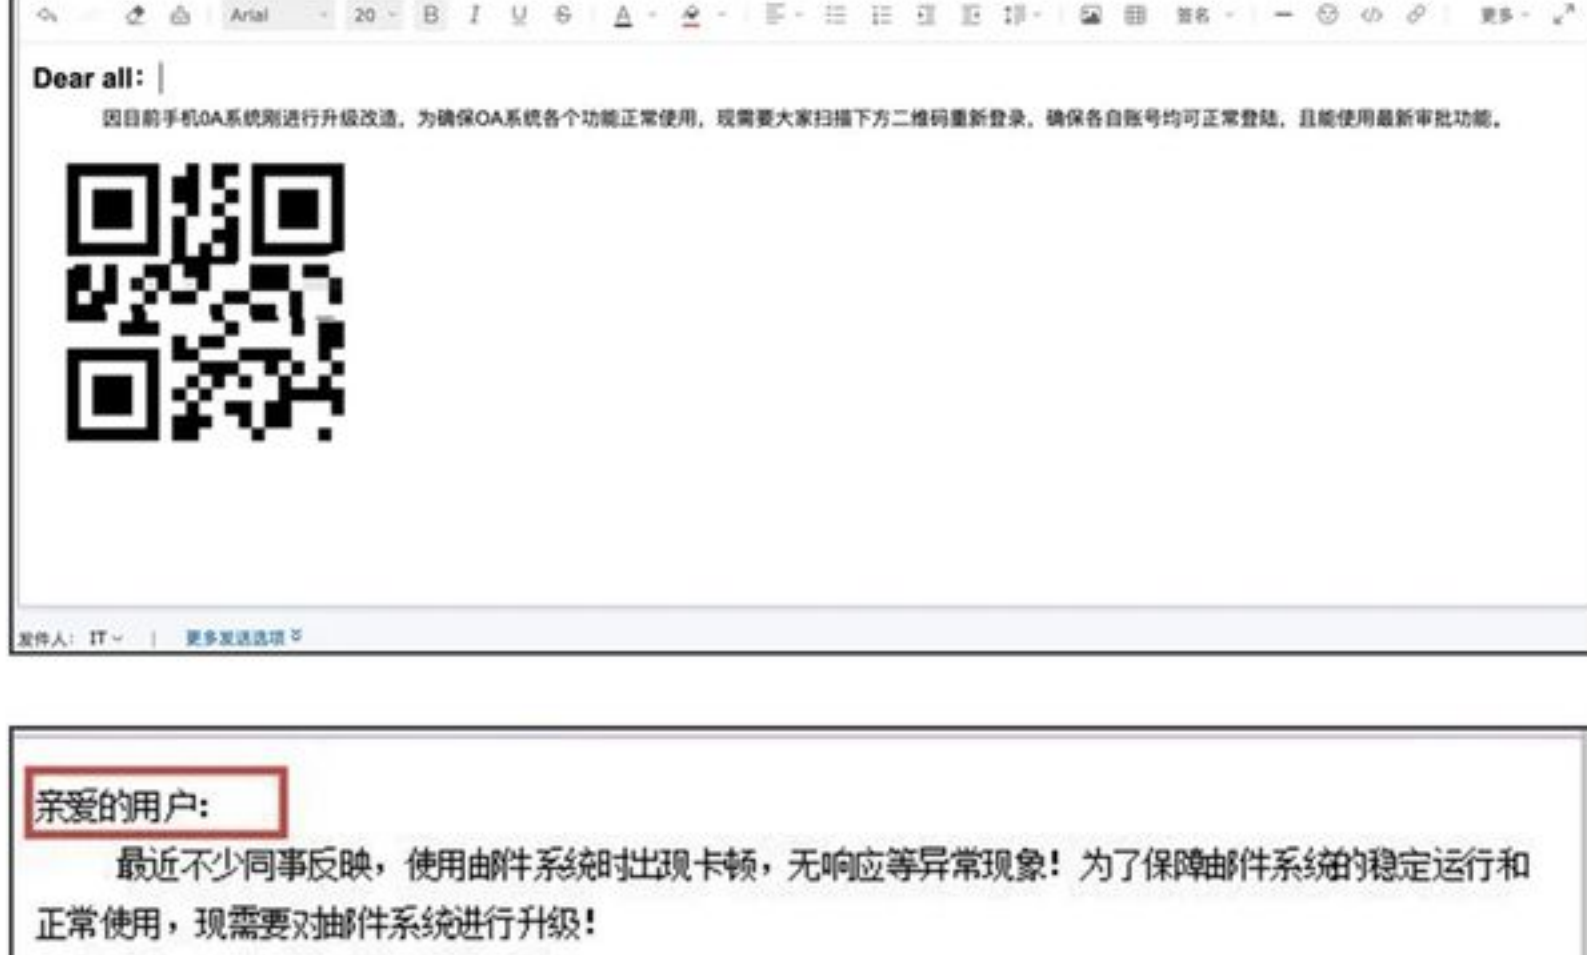 Arial 20 B I U S A 签名 更多
Dear all:
因目前手机OA系统刚进行升级改造，为确保OA系统各个功能正常使用，现需要大家扫描下方二维码重新登录，确保各自账号均可正常登陆，且能使用最新审批功能。
发件人： IT | 更多发送选项
亲爱的用户：
最近不少同事反映，使用邮件系统时出现卡顿，无响应等异常现象！为了保障邮件系统的稳定运行和
正常使用，现需要对邮件系统进行升级！